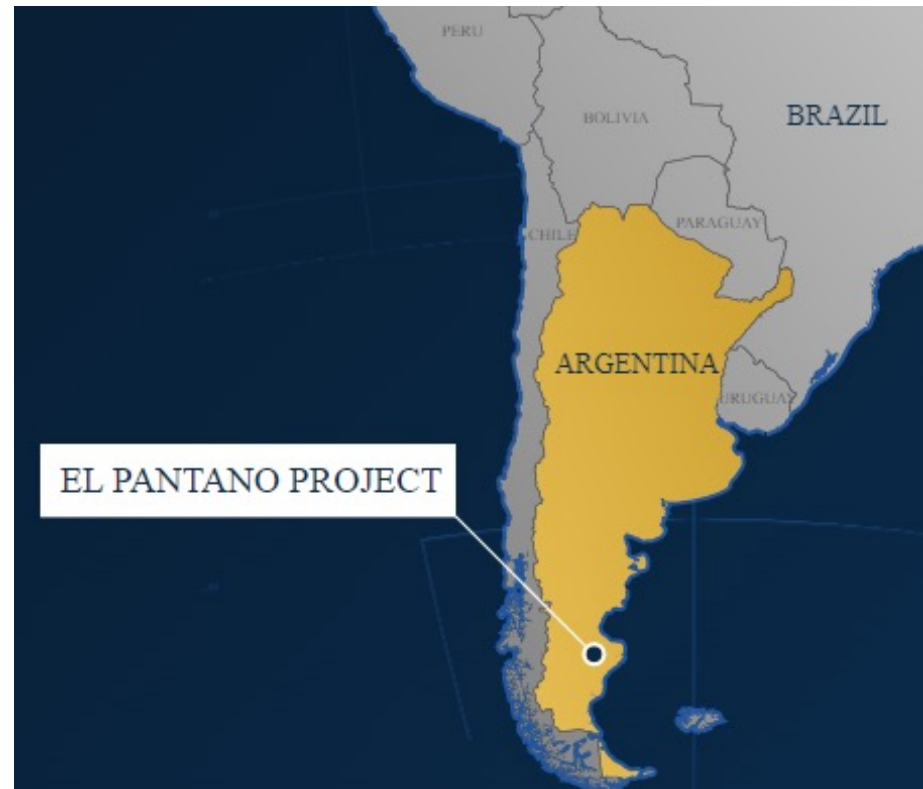 PERU
BOLIVIA
BRAZIL
PARAGUAY
CHILE
ARGENTINA
URUGUAY
EL PANTANO PROJECT